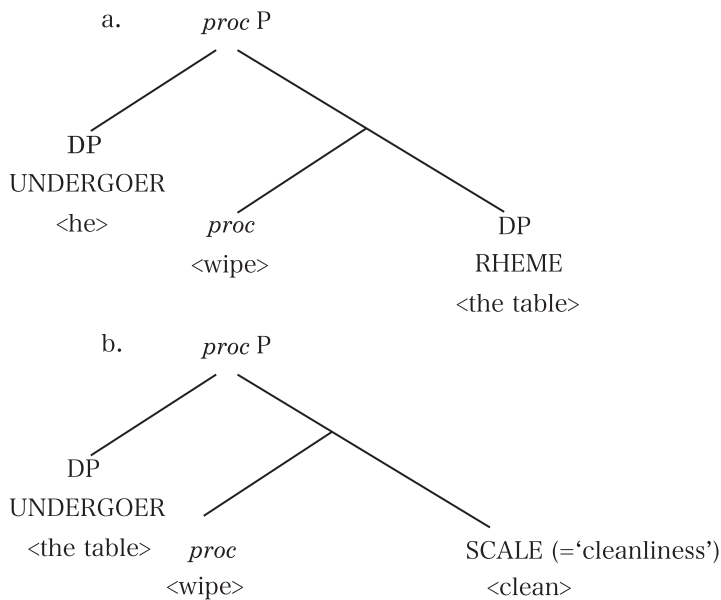 a. proc P
DP
UNDERGOER
<he>
proc
DP
<wipe>
RHEME
<the table>
b. proc P
DP
UNDERGOER
<the table> proc
SCALE (=‘cleanliness’)
<wipe>
<clean>